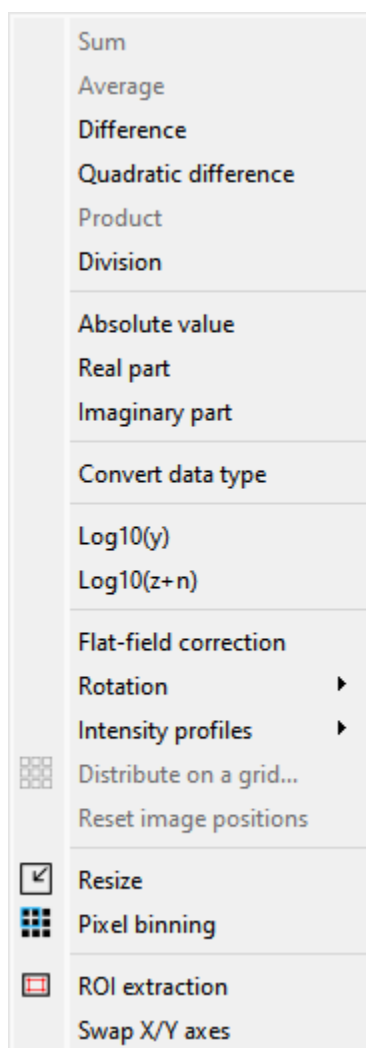 Sum
Average
Difference
Quadratic difference
Product
Division
Absolute value
Real part
Imaginary part
Convert data type
Log10(y)
Log10(z+n)
Flat-field correction
Rotation
Intensity profiles
Distribute on a grid...
Reset image positions
Resize
Pixel binning
ROI extraction
Swap X/Y axes